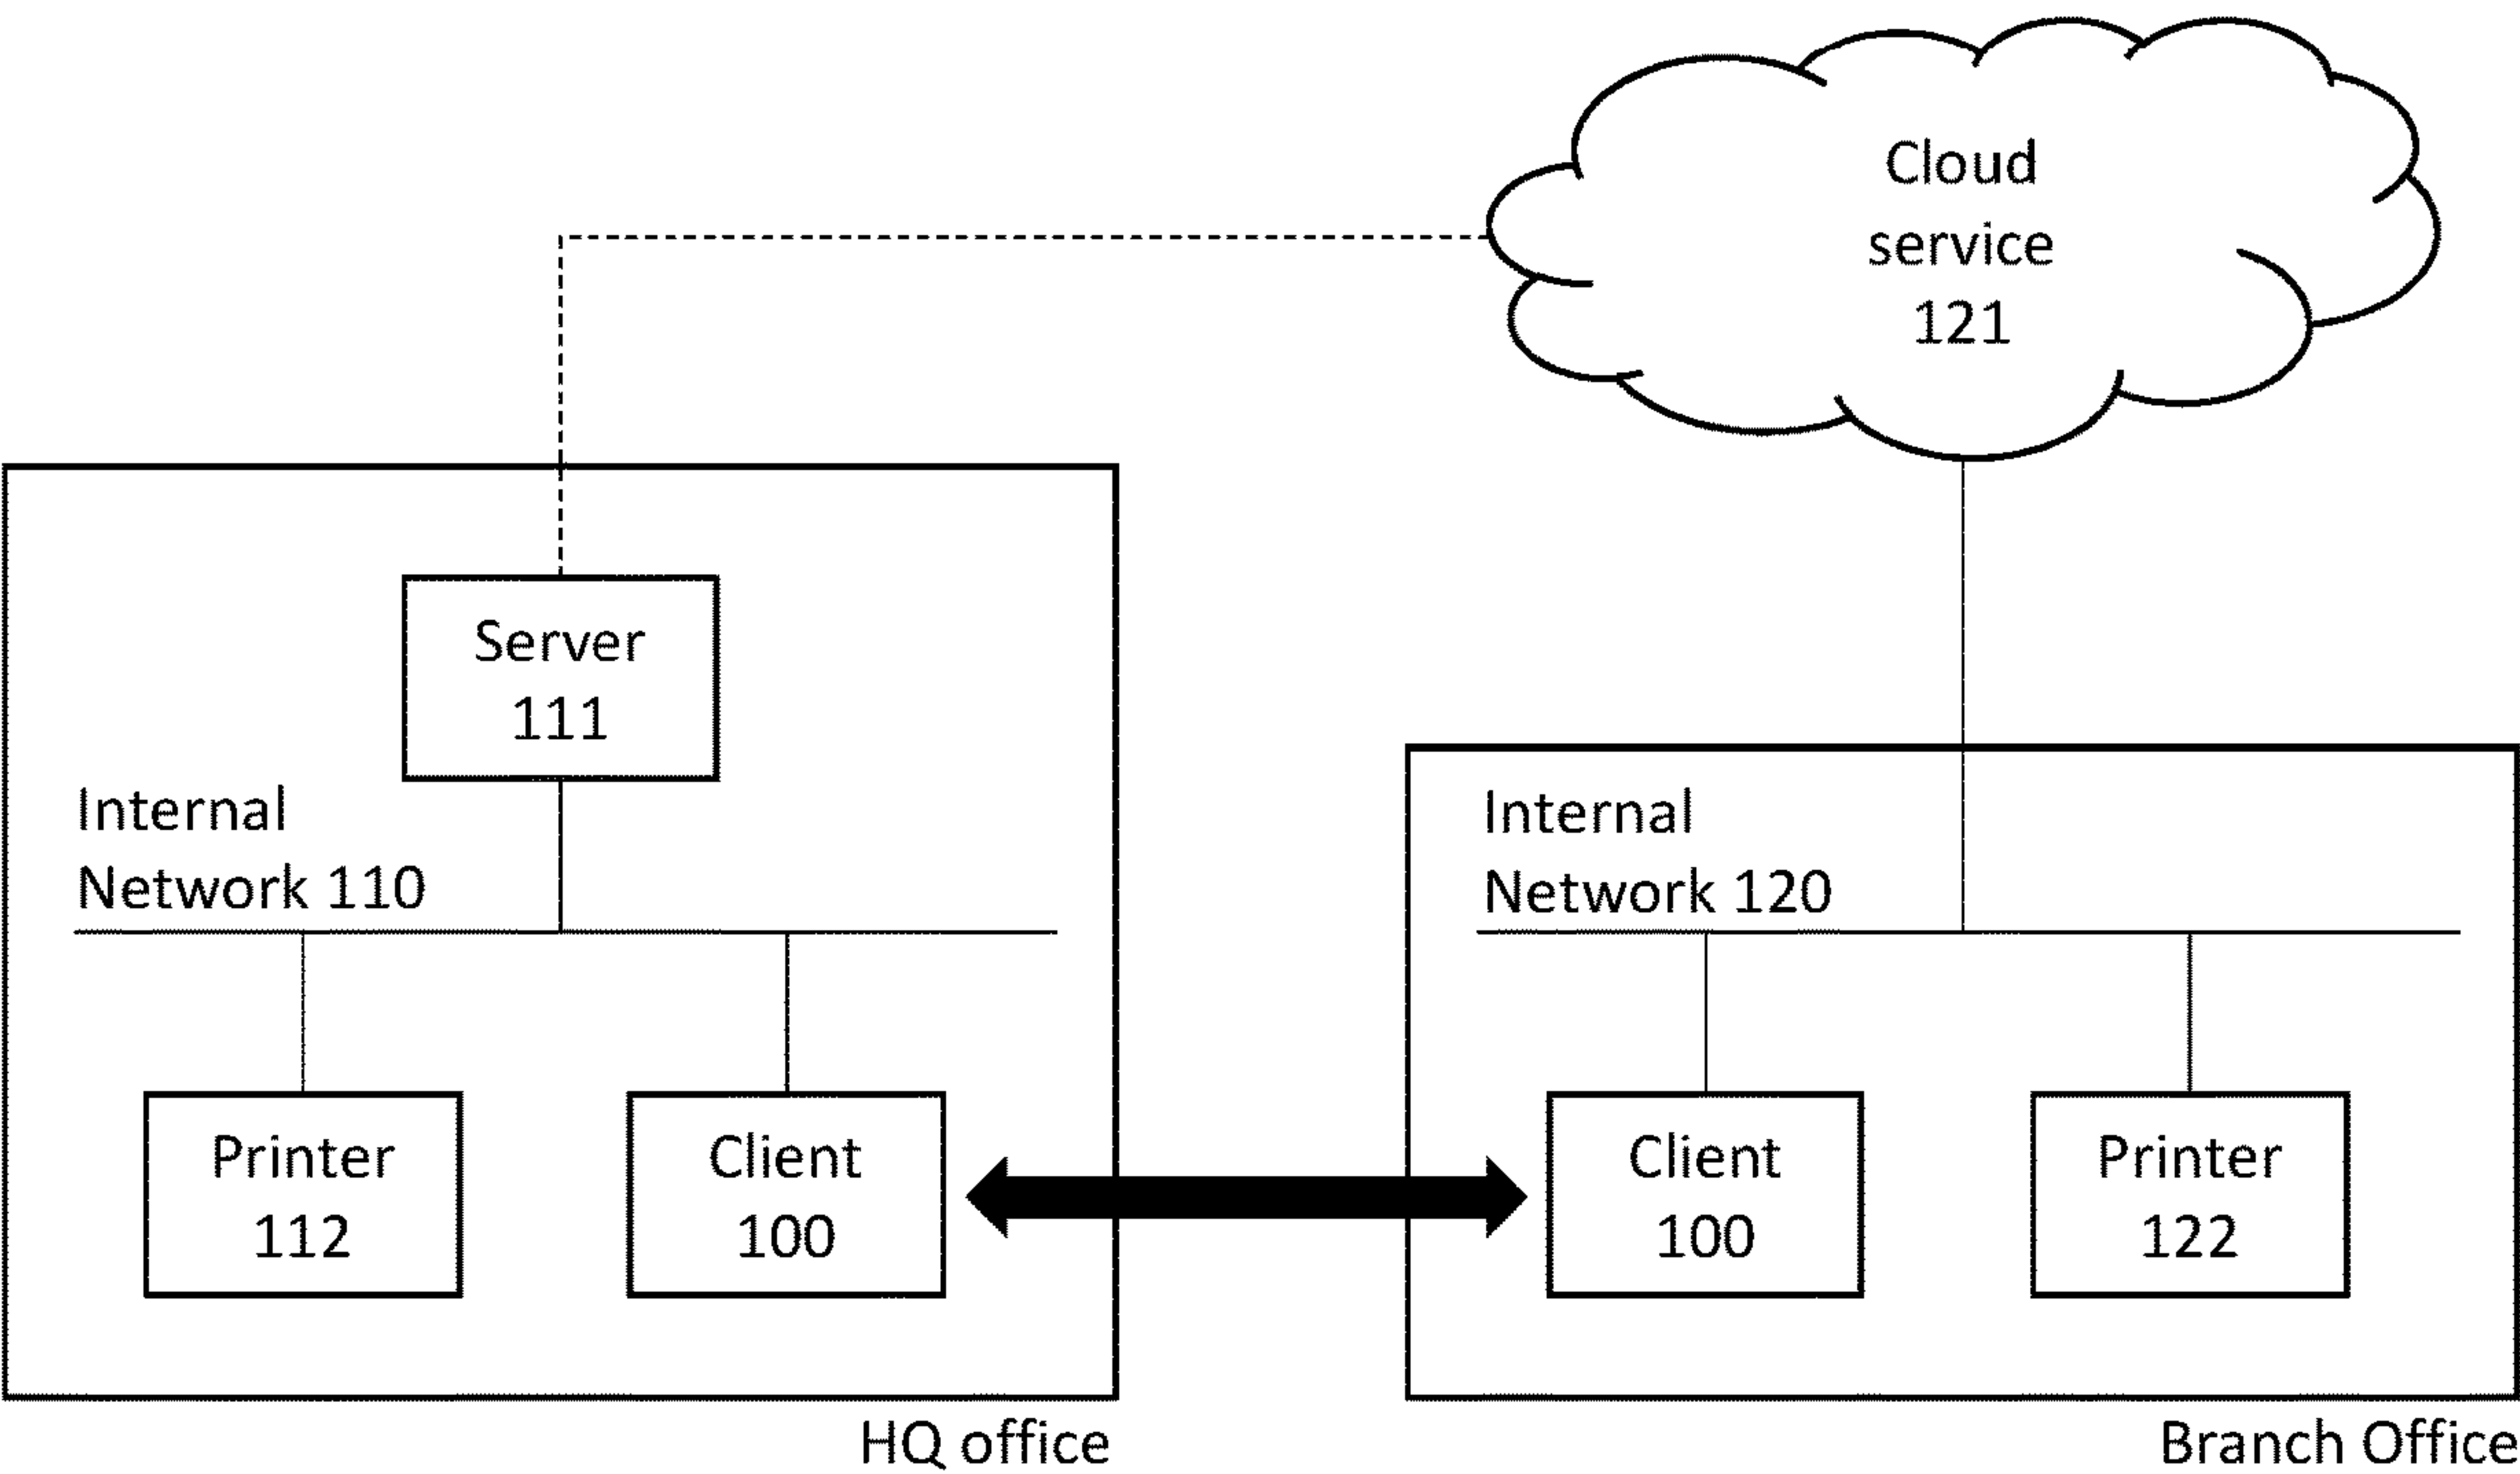 Cloud
service
121
Server
111
Internal
Network 110
Printer
112
Client
100
HQ office
Internal
Network 120
Client
100
Printer
122
Branch Office